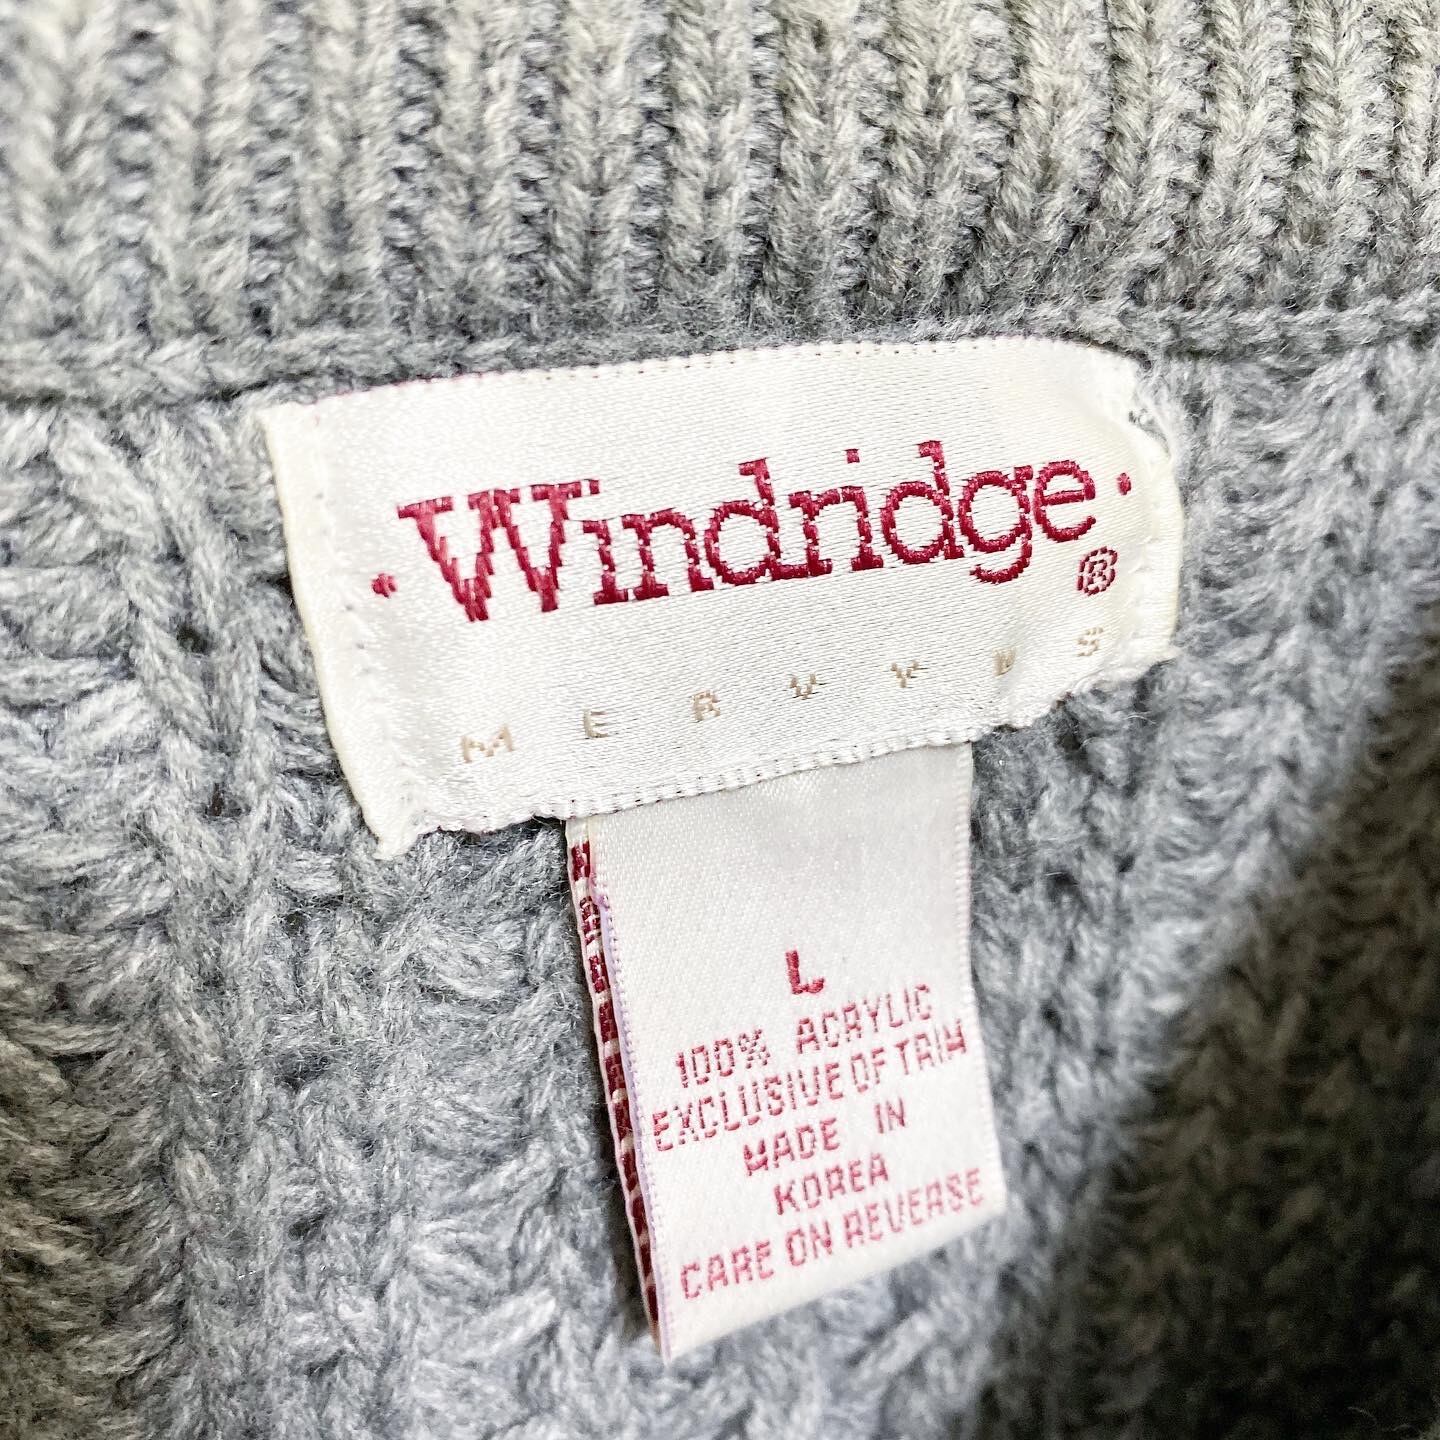 ·Windridge·
®
MERVYNS
L
100% ACRYLIC
EXCLUSIVE OF TRIM
MADE IN
KOREA
CARE ON REVERSE